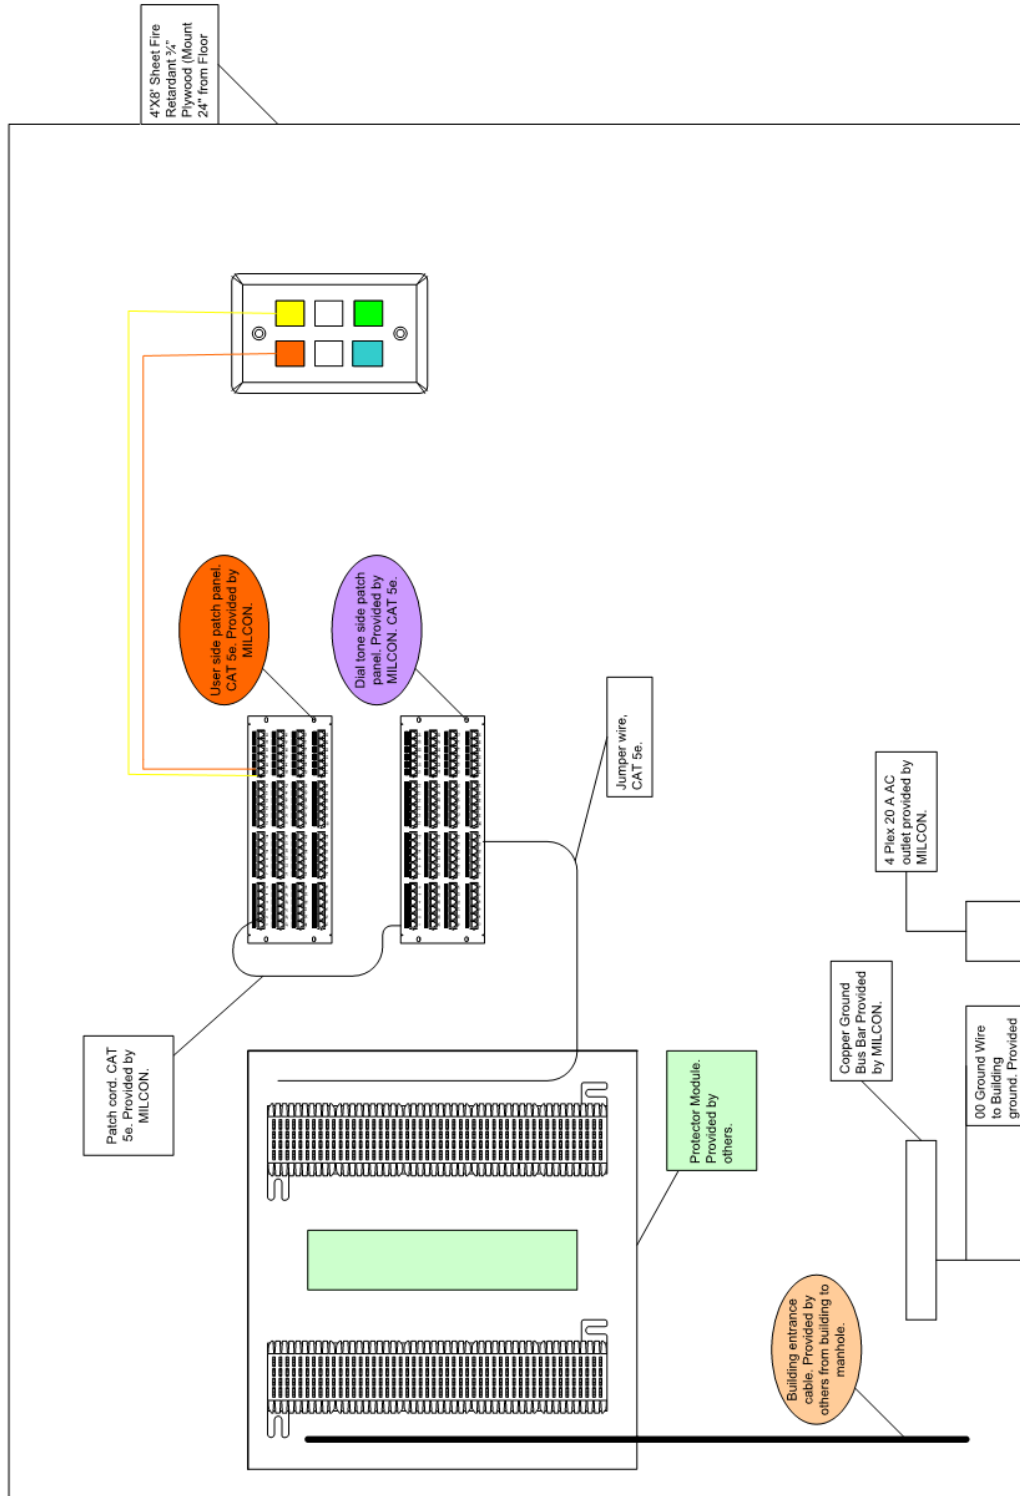 4'X8' Sheet Fire
Retardant ¾"
Plywood (Mount
24" from Floor
User side patch panel.
CAT 5e. Provided by
MILCON.
Dial tone side patch
panel. Provided by
MILCON. CAT 5e.
Jumper wire,
CAT 5e.
4 Plex 20 A AC
outlet provided by
MILCON.
Patch cord. CAT
5e. Provided by
MILCON.
Protector Module.
Provided by
others.
Copper Ground
Bus Bar Provided
by MILCON.
00 Ground Wire
to Building
ground. Provided
Building entrance
cable. Provided by
others from building to
manhole.